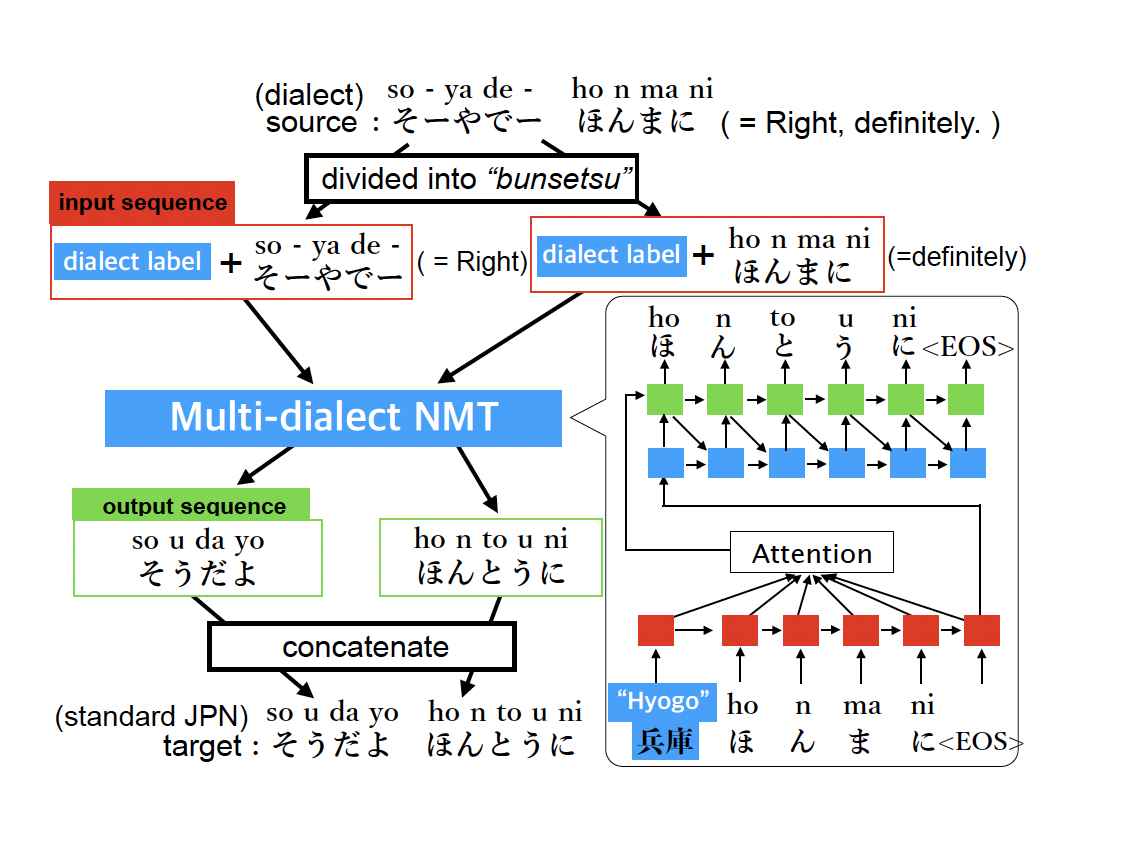 (dialect) so - ya de - ho n ma ni
source : そーやでー ほんまに ( = Right, definitely. )
divided into “bunsetsu”
input sequence
dialect label + so - ya de -
そーやでー ( = Right)
dialect label + ho n ma ni
ほんまに (=definitely)
Multi-dialect NMT
output sequence
so u da yo
そうだよ
ho n to u ni
ほんとうに
concatenate
(standard JPN) so u da yo ho n to u ni
target : そうだよ ほんとうに
ho n to u ni
ほ ん と う に <EOS>
Attention
“Hyogo” ho n ma ni
兵庫 ほ ん ま に <EOS>